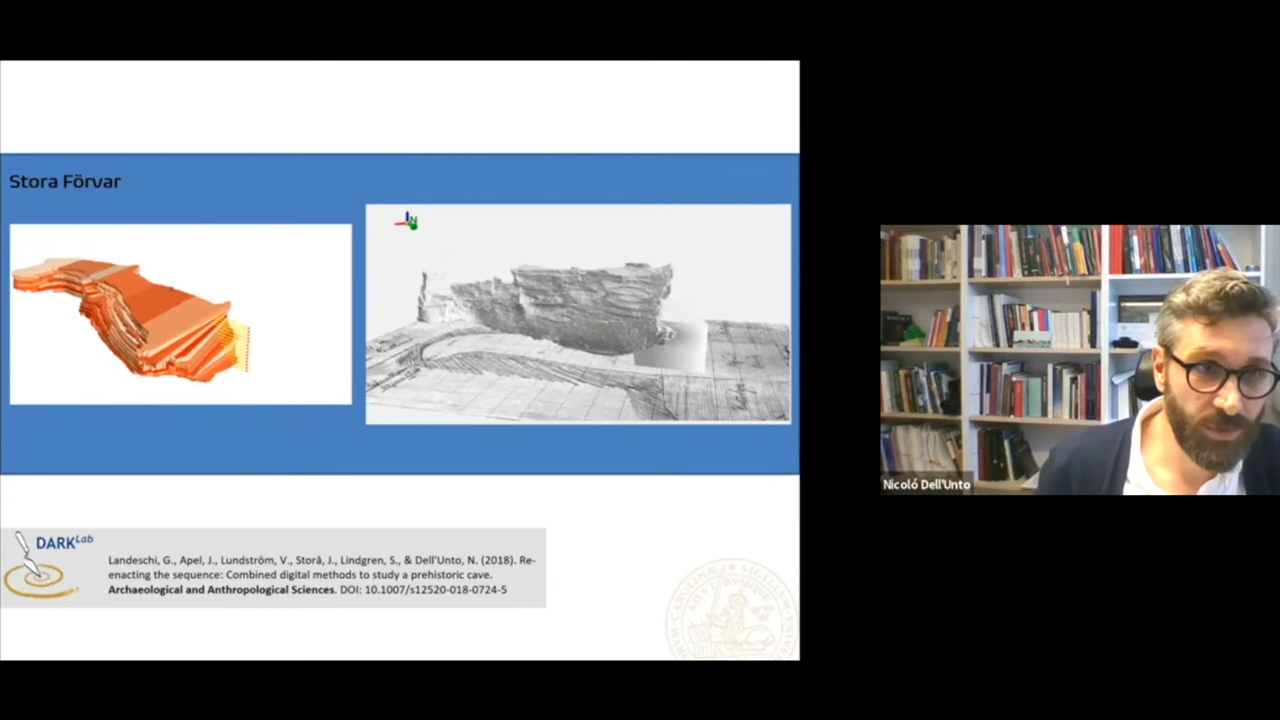 Stora Förvar
N
DARKLab
Landeschi, G., Apel, J., Lundström, V., Storå, J., Lindgren, S., & Dell'Unto, N. (2018). Re-
enacting the sequence: Combined digital methods to study a prehistoric cave.
Archaeological and Anthropological Sciences. DOI: 10.1007/s12520-018-0724-5
Nicoló Dell'Unto